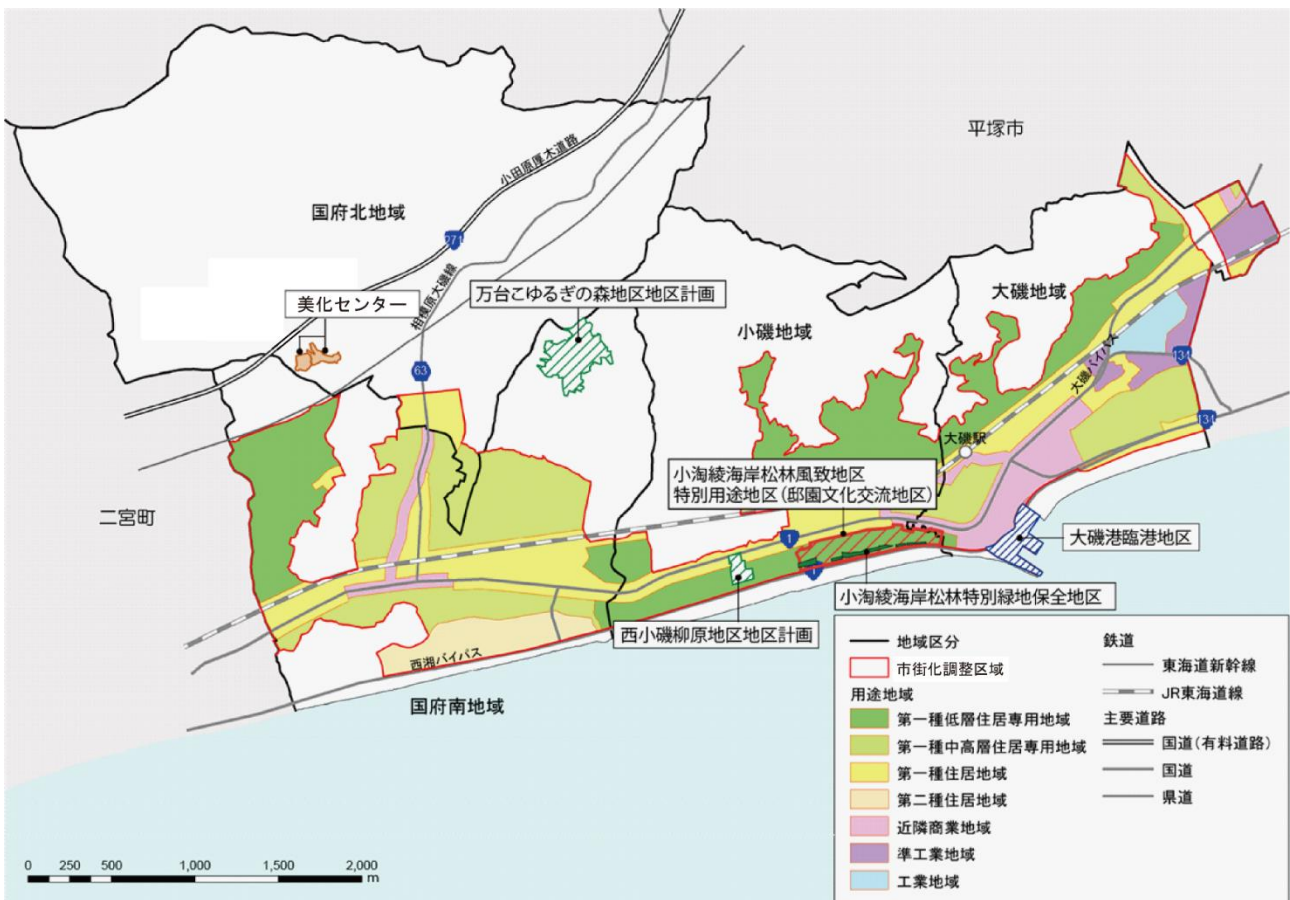 平塚市
小田原厚木道路
国府北地域
271
相模原大磯線
美化センター
万台こゆるぎの森地区地区計画
大磯地域
小磯地域
大磯バイパス
134
63
134
大磯駅
小淘綾海岸松林風致地区
特別用途地区(邸園文化交流地区)
二宮町
1
大磯港臨港地区
1
小淘綾海岸松林特別緑地保全地区
西小磯柳原地区地区計画
西湘バイパス
国府南地域
地域区分
市街化調整区域
用途地域
第一種低層住居専用地域
第一種中高層住居専用地域
第一種住居地域
第二種住居地域
近隣商業地域
準工業地域
工業地域
鉄道
東海道新幹線
JR東海道線
主要道路
国道(有料道路)
国道
県道
0 250 500 1,000 1,500 2,000
m